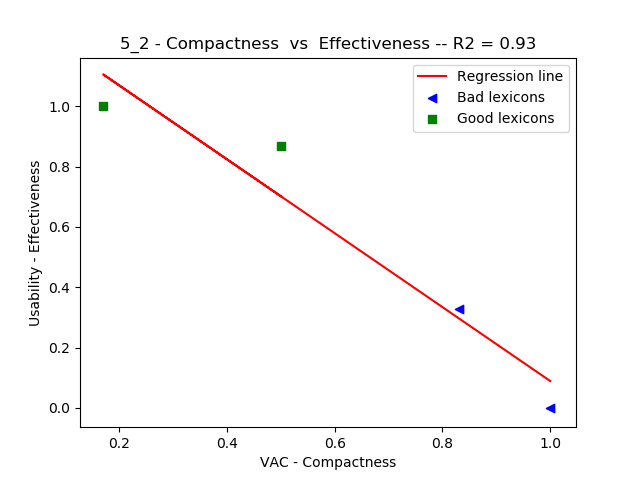 5_2 - Compactness  vs  Effectiveness -- R2 = 0.93
Regression line
Bad lexicons
Good lexicons
Usability - Effectiveness
1.0
0.8
0.6
0.4
0.2
0.0
0.2
0.4
0.6
0.8
1.0
VAC - Compactness